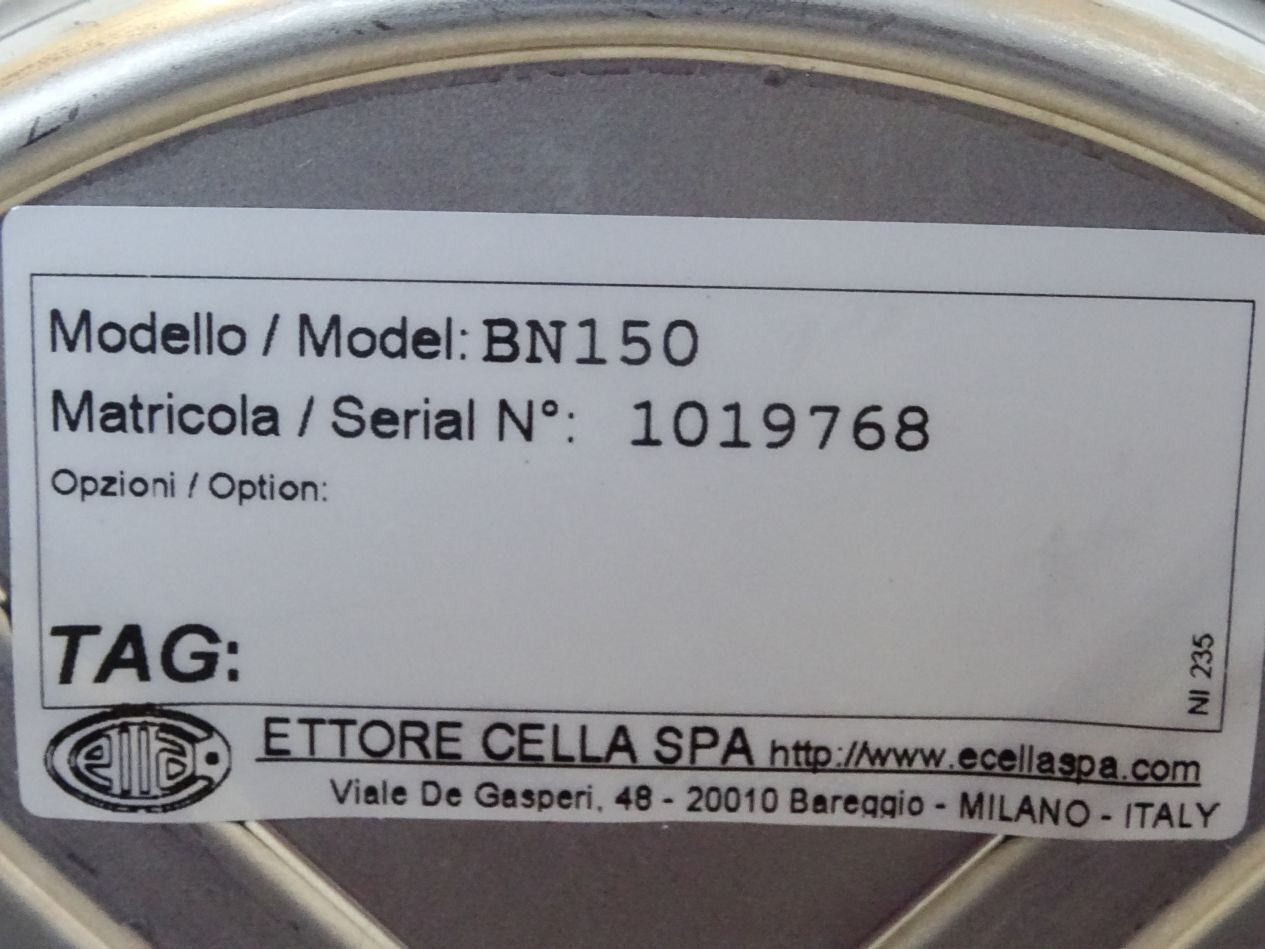 Modello / Model: BN150
Matricola / Serial N°: 1019768
Opzioni / Option:
TAG:
NI 235
Cella
ETTORE CELLA SPA http://www.ecellaspa.com
Viale De Gasperi, 48 - 20010 Bareggio - MILANO - ITALY